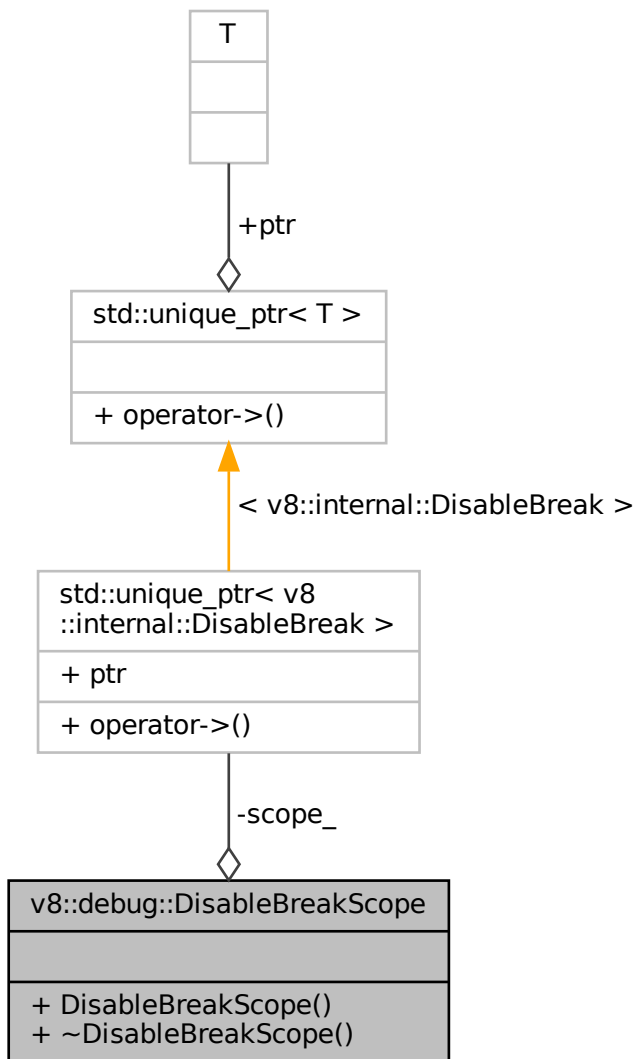 T
+ptr
std::unique_ptr< T >
+ operator->()
< v8::internal::DisableBreak >
std::unique_ptr< v8
::internal::DisableBreak >
+ ptr
+ operator->()
-scope_
v8::debug::DisableBreakScope
+ DisableBreakScope()
+ ~DisableBreakScope()